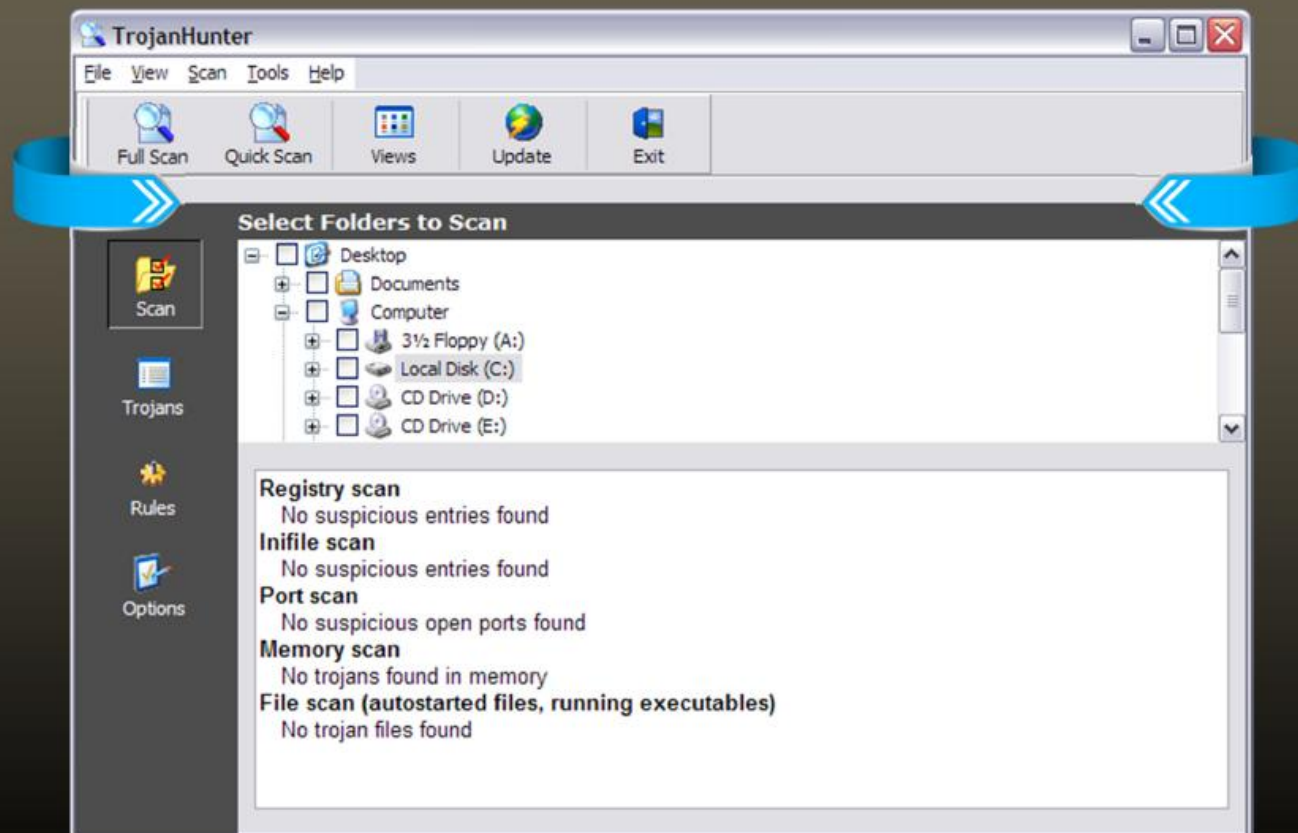 TrojanHunter
File View Scan Tools Help
Full Scan Quick Scan Views Update Exit
Select Folders to Scan
Desktop
Documents
Computer
3½ Floppy (A:)
Local Disk (C:)
CD Drive (D:)
CD Drive (E:)
Scan
Trojans
Rules
Options
Registry scan
No suspicious entries found
Inifile scan
No suspicious entries found
Port scan
No suspicious open ports found
Memory scan
No trojans found in memory
File scan (autostarted files, running executables)
No trojan files found